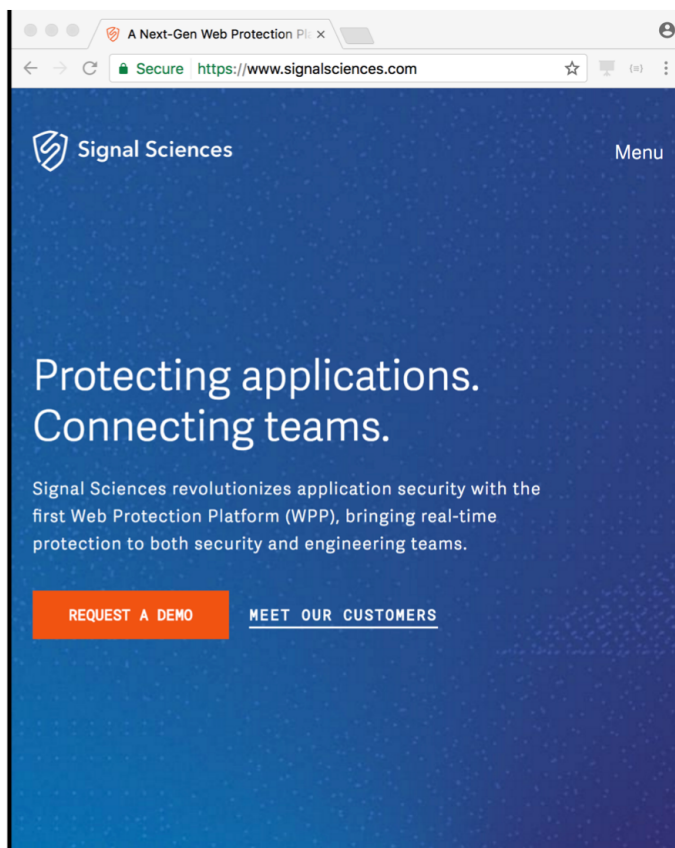 A Next-Gen Web Protection Pl
Secure https://www.signalsciences.com
Signal Sciences
Menu
Protecting applications.
Connecting teams.
Signal Sciences revolutionizes application security with the
first Web Protection Platform (WPP), bringing real-time
protection to both security and engineering teams.
REQUEST A DEMO MEET OUR CUSTOMERS